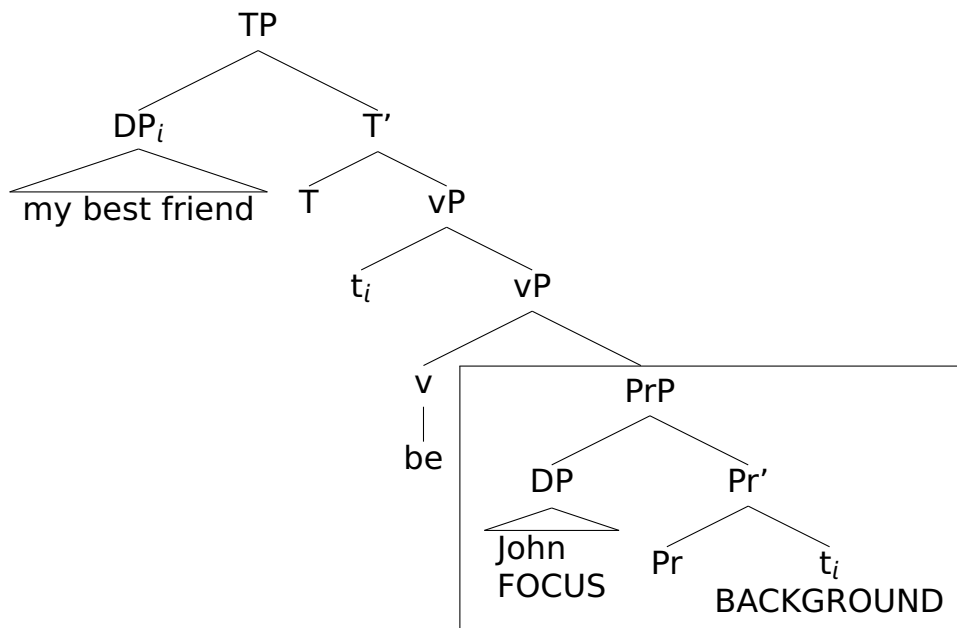 TP
DPi T’
my best friend T vP
ti vP
v PrP
be DP Pr’
John Pr ti
FOCUS BACKGROUND